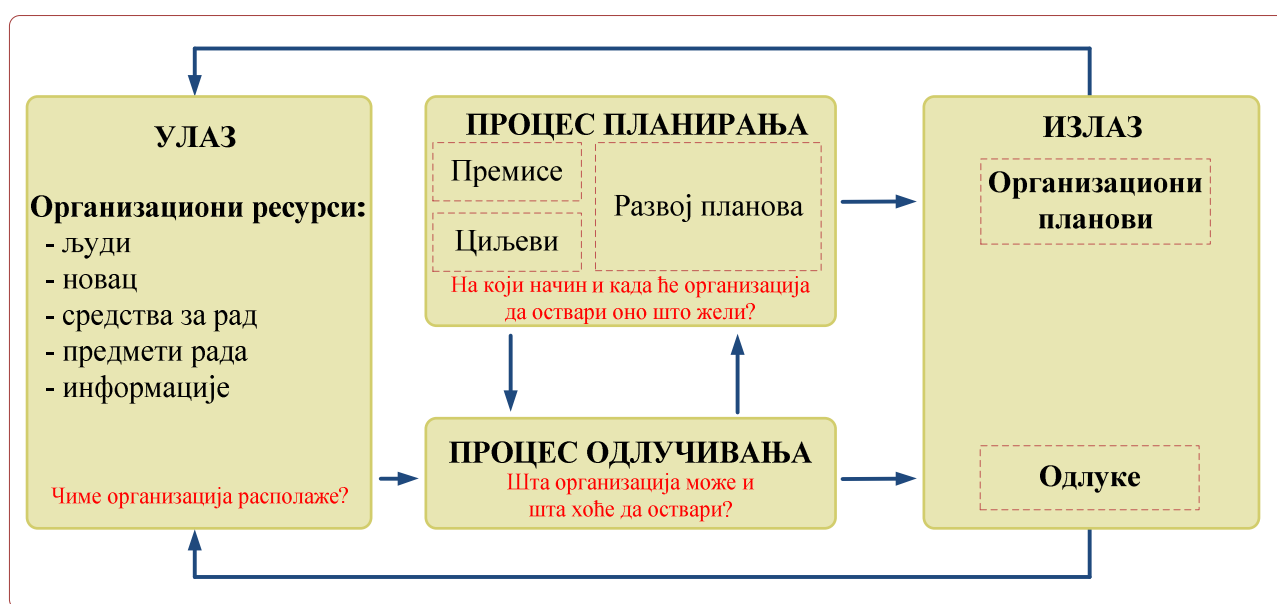 УЛАЗ
Организациони ресурси:
- људи
- новац
- средства за рад
- предмети рада
- информације
Чиме организација располаже?
ПРОЦЕС ПЛАНИРАЊА
Премисе
Циљеви
Развој планова
На који начин и када ће организација
да оствари оно што жели?
ПРОЦЕС ОДЛУЧИВАЊА
Шта организација може и
шта хоће да оствари?
ИЗЛАЗ
Организациони
планови
Одлуке